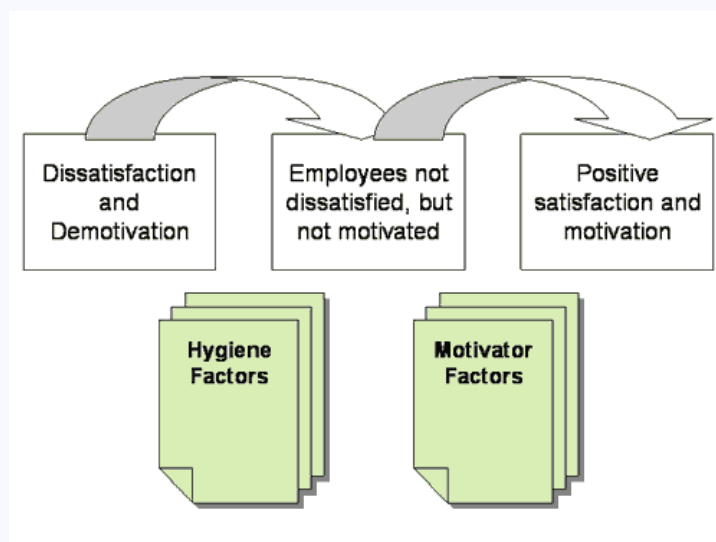 Dissatisfaction
and
Demotivation
Employees not
dissatisfied, but
not motivated
Positive
satisfaction and
motivation
Hygiene
Factors
Motivator
Factors